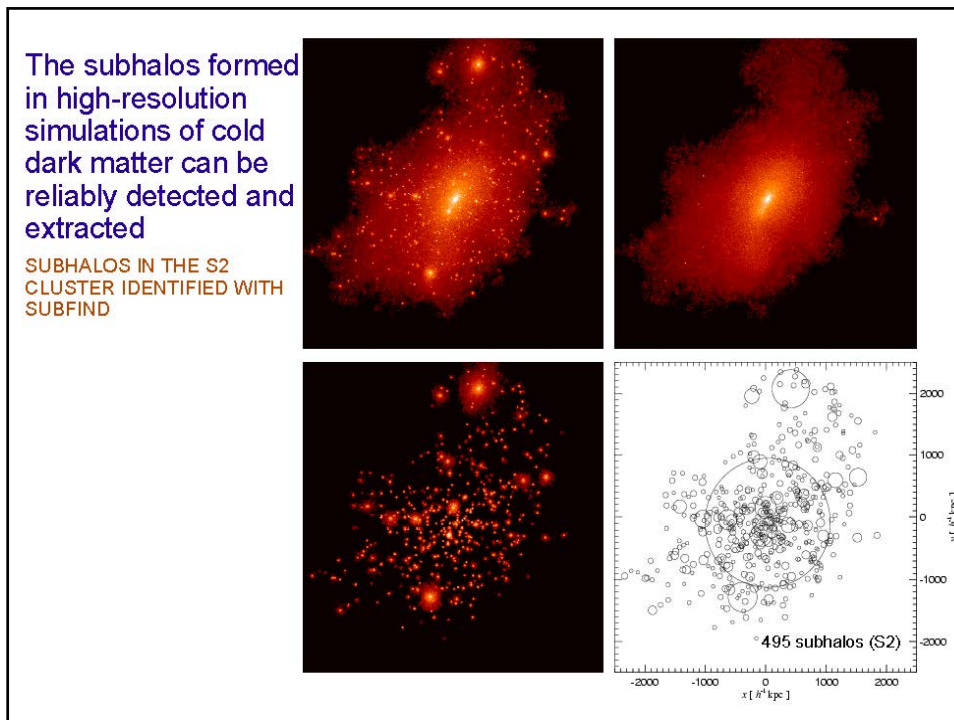 The subhalos formed
in high-resolution
simulations of cold
dark matter can be
reliably detected and
extracted
SUBHALOS IN THE S2
CLUSTER IDENTIFIED WITH
SUBFIND
2000
1000
0
-1000
-2000
y [ h⁻¹ kpc ]
495 subhalos (S2)
-2000 -1000 0 1000 2000
x [ h⁻¹ kpc ]